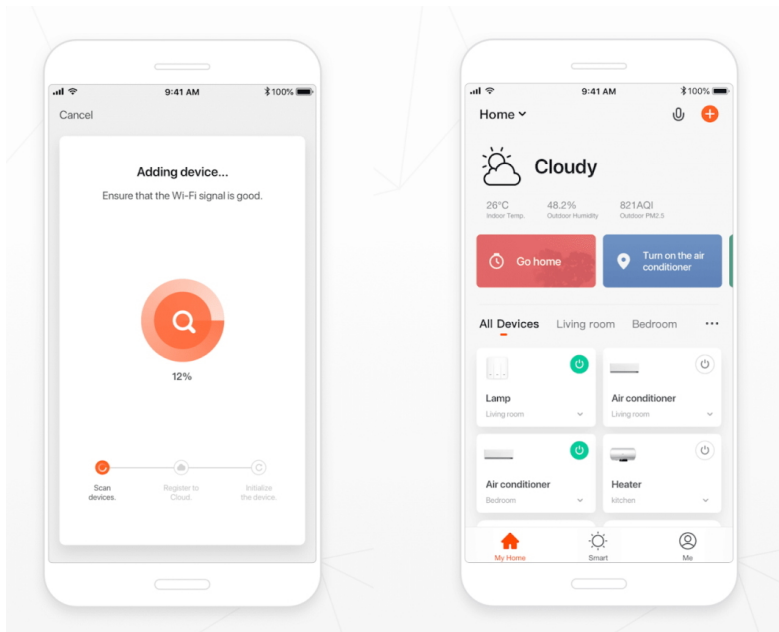 9:41 AM
100%
Cancel
Adding device...
Ensure that the Wi-Fi signal is good.
12%
Scan
devices.
Register to
Cloud.
Initialize
the device.
9:41 AM
100%
Home
Cloudy
26°C
48.2%
821AQI
Indoor Temp.
Outdoor Humidity
Outdoor PM2.5
Go home
Turn on the air
conditioner
All Devices
Living room
Bedroom
Lamp
Living room
Air conditioner
Living room
Air conditioner
Bedroom
Heater
kitchen
My Home
Smart
Me